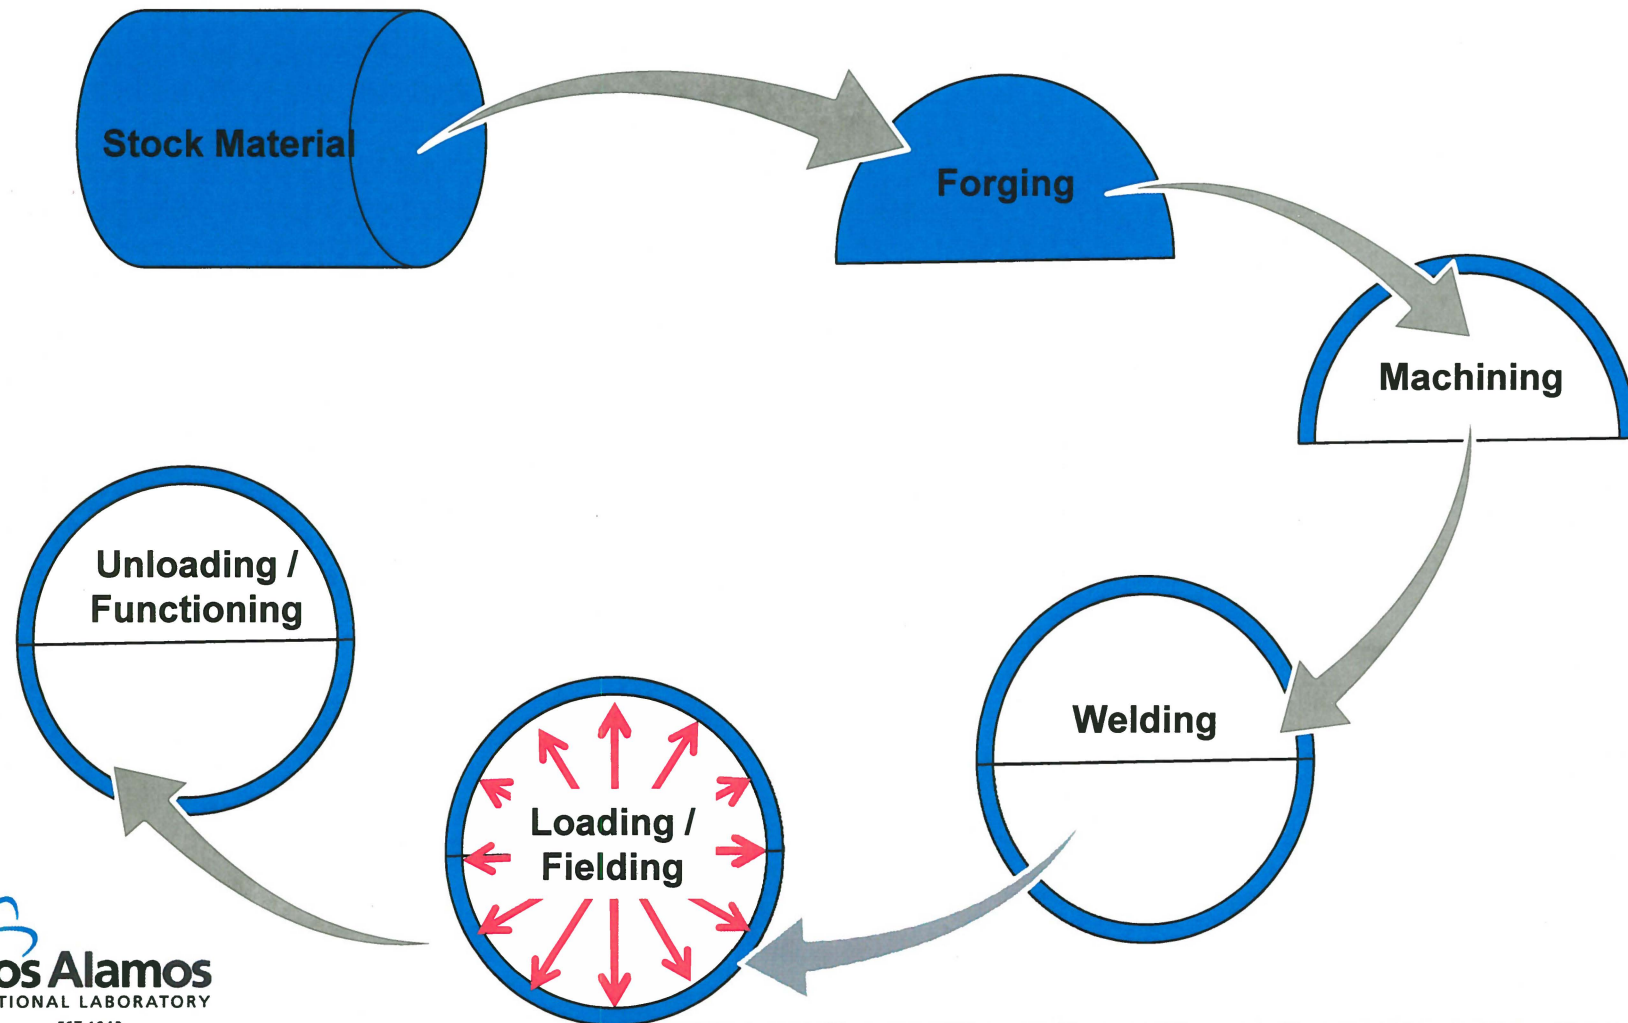 Stock Material
Forging
Machining
Unloading /
Functioning
Welding
Loading /
Fielding
os Alamos
TIONAL LABORATORY